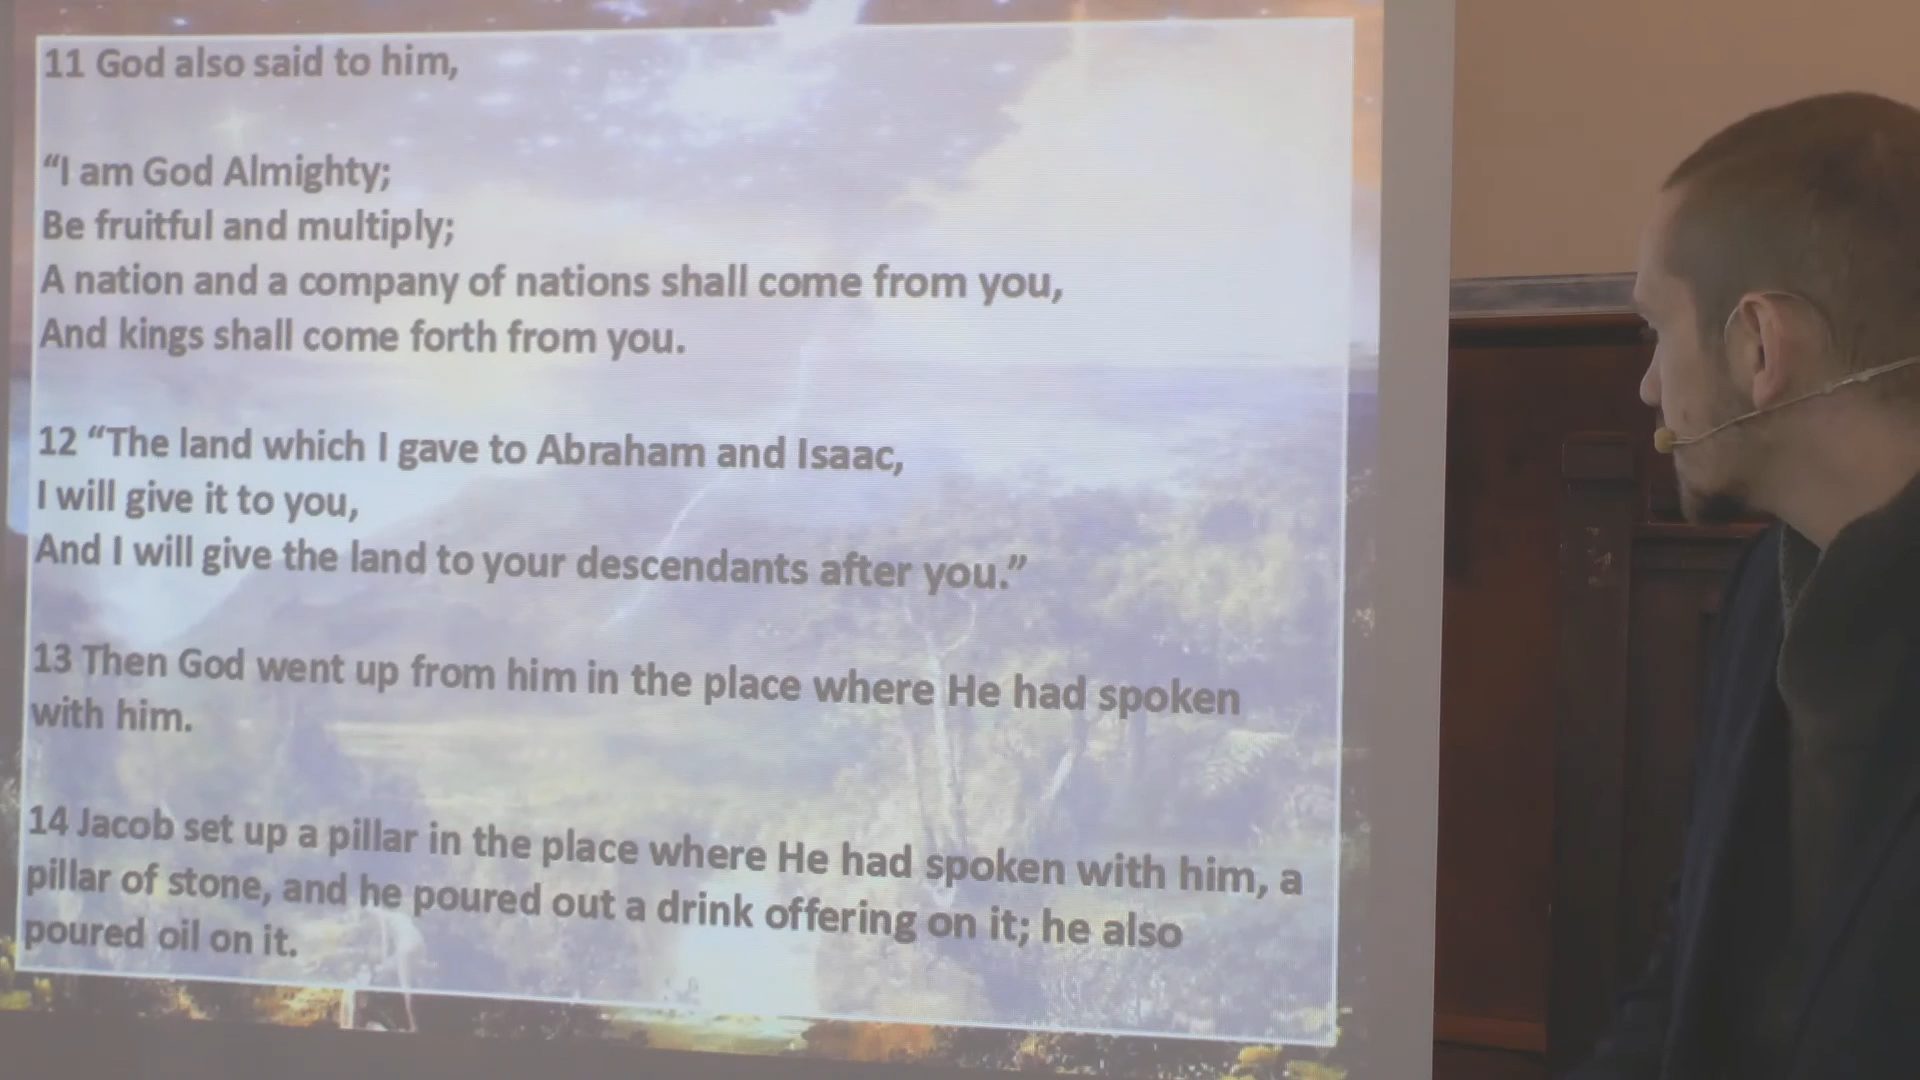 11 God also said to him,
“I am God Almighty;
Be fruitful and multiply;
A nation and a company of nations shall come from you,
And kings shall come forth from you.
12 “The land which I gave to Abraham and Isaac,
I will give it to you,
And I will give the land to your descendants after you.”
13 Then God went up from him in the place where He had spoken
with him.
14 Jacob set up a pillar in the place where He had spoken with him, a
pillar of stone, and he poured out a drink offering on it; he also
poured oil on it.